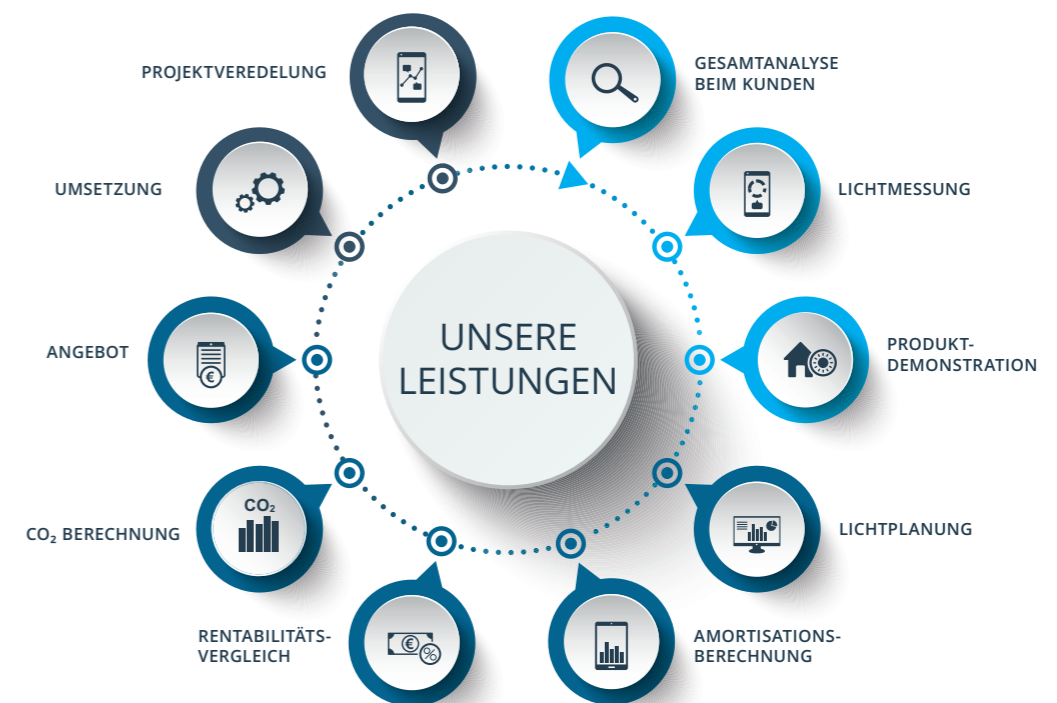 UNSERE
LEISTUNGEN
GESAMTANALYSE
BEIM KUNDEN
LICHTMESSUNG
PRODUKT-
DEMONSTRATION
LICHTPLANUNG
AMORTISATIONS-
BERECHNUNG
€
%
RENTABILITÄTS-
VERGLEICH
CO₂
CO₂ BERECHNUNG
€
ANGEBOT
UMSETZUNG
PROJEKTVEREDELUNG